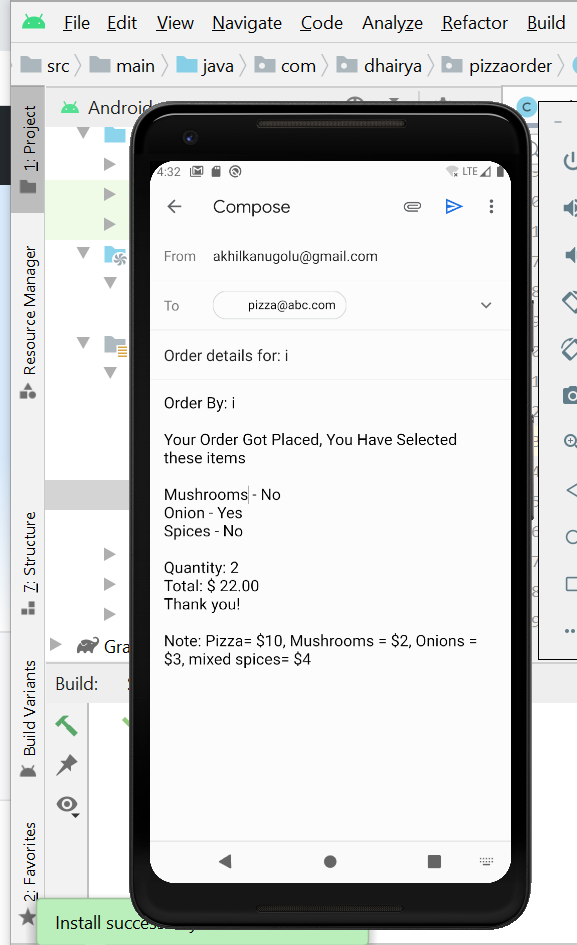 File Edit View Navigate Code Analyze Refactor Build
src main java com dhairya pizzaorder
1: Project
Android
C
4:32 LTE
Compose
From akhilkanugolu@gmail.com
To pizza@abc.com
Order details for: i
Order By: i
Your Order Got Placed, You Have Selected
these items
Mushrooms - No
Onion - Yes
Spices - No
Quantity: 2
Total: $ 22.00
Thank you!
Note: Pizza= $10, Mushrooms = $2, Onions =
$3, mixed spices= $4
Resource Manager
7: Structure
Build Variants
2: Favorites
Gra
Build:
Install success